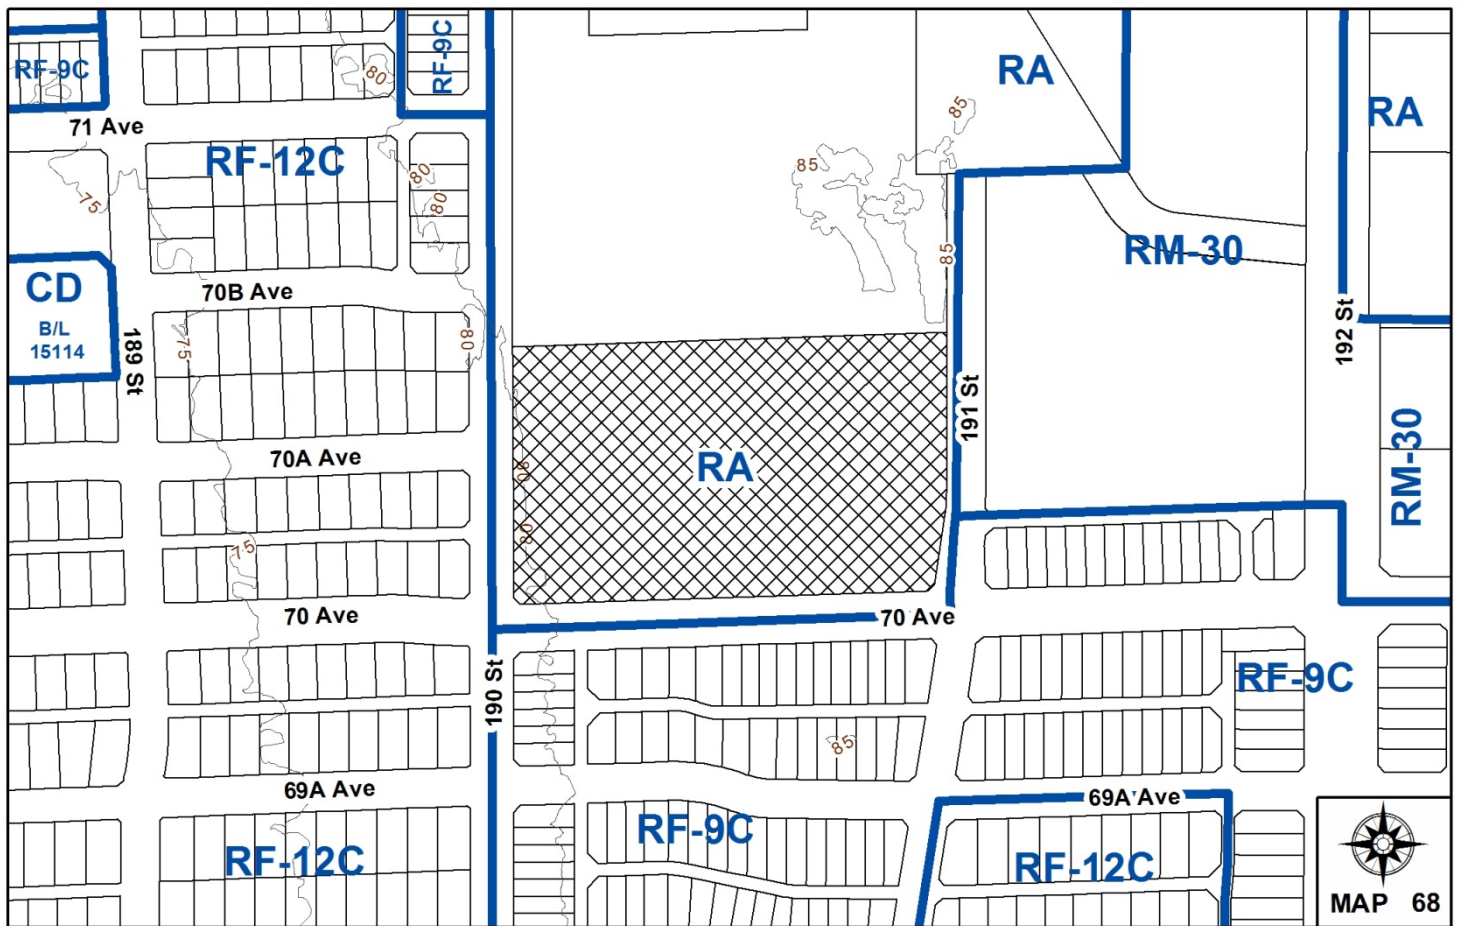 RF-9C
RF-9C
80
RA
85
RA
71 Ave
RF-12C
80
80
85
75
85
RM-30
CD
B/L
15114
70B Ave
189 St
75
80
192 St
191 St
RM-30
70A Ave
RA
80
80
75
70 Ave
70 Ave
190 St
RF-9C
85
69A Ave
69A Ave
RF-9C
RF-12C
RF-12C
MAP 68